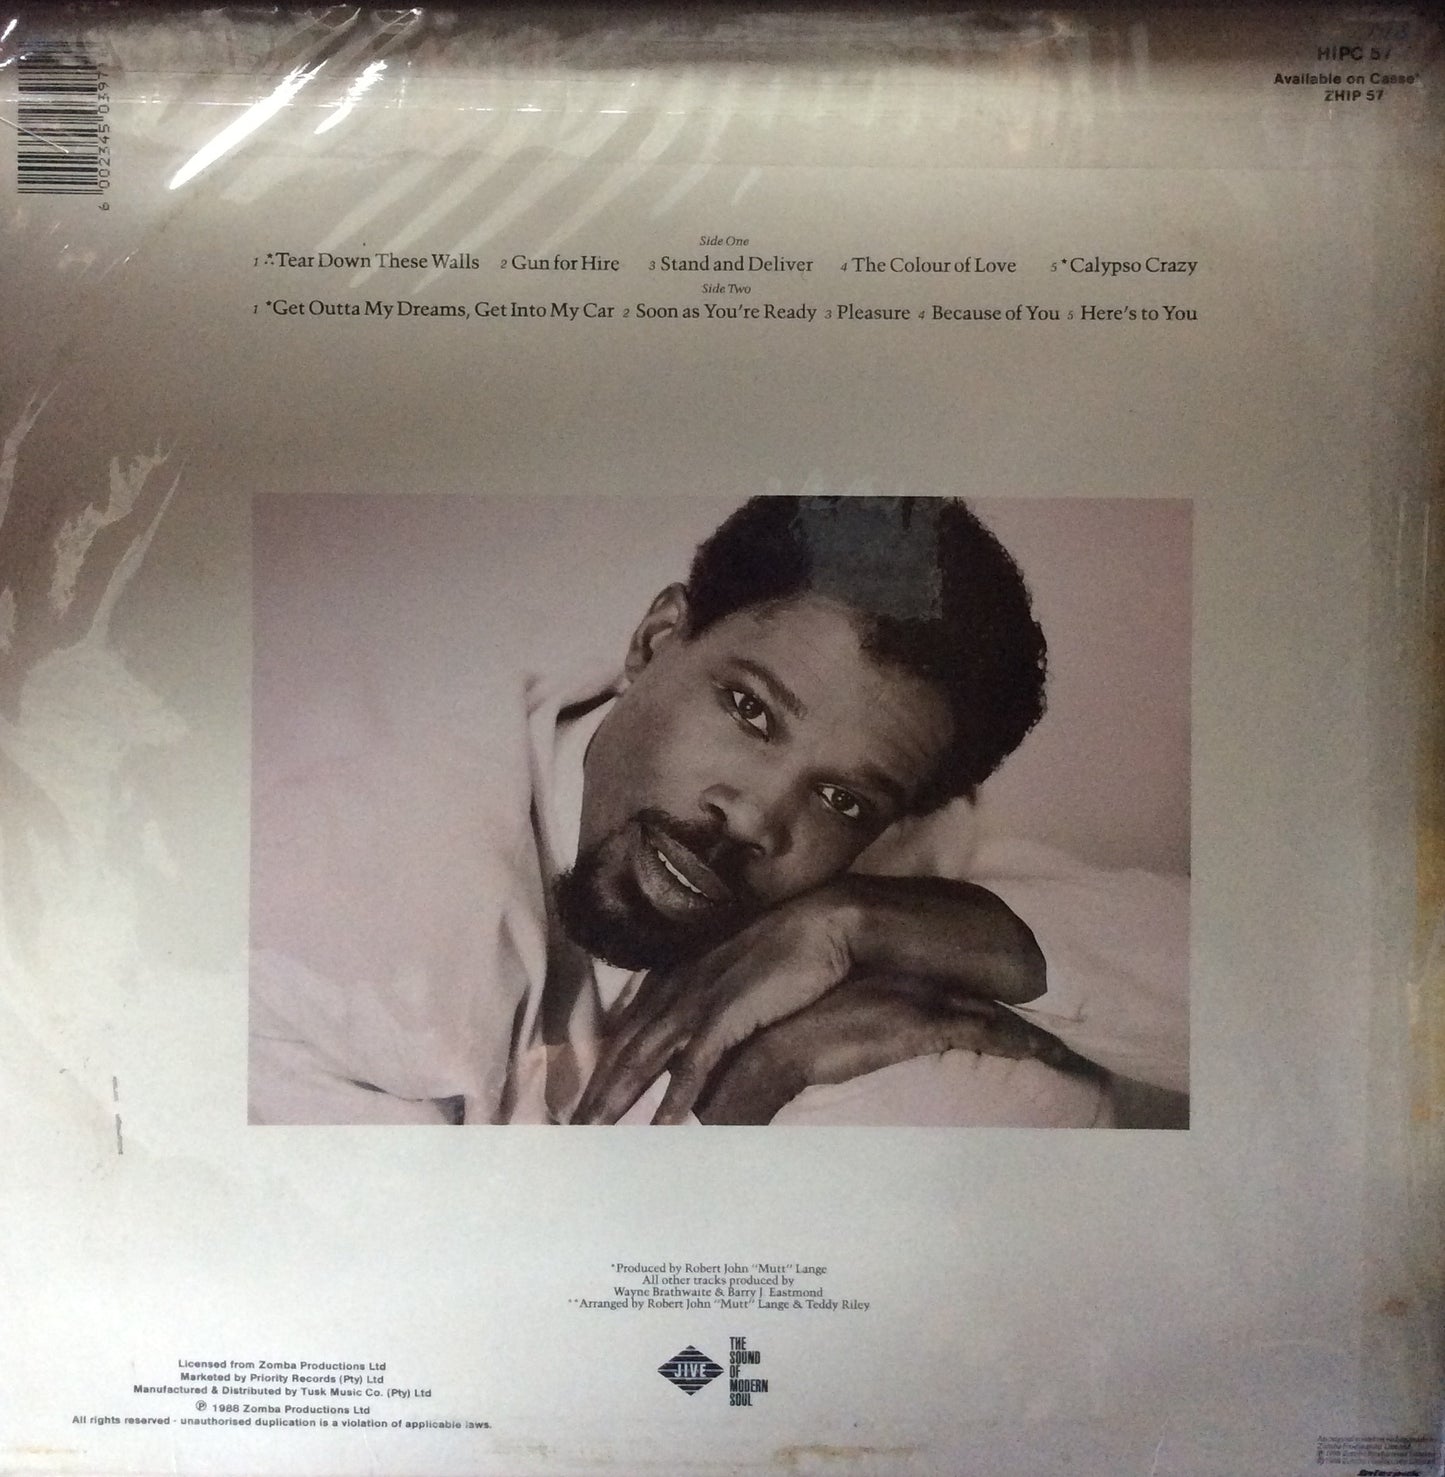 HIPC 57
Available on Casse
ZHIP 57
6 002345 0397
Side One
1 **Tear Down These Walls 2 Gun for Hire 3 Stand and Deliver 4 The Colour of Love 5 *Calypso Crazy
Side Two
1 *Get Outta My Dreams, Get Into My Car 2 Soon as You're Ready 3 Pleasure 4 Because of You 5 Here's to You
*Produced by Robert John "Mutt" Lange
All other tracks produced by
Wayne Brathwaite & Barry J. Eastmond
**Arranged by Robert John "Mutt" Lange & Teddy Riley
JIVE
THE
SOUND
OF
MODERN
SOUL
Licensed from Zomba Productions Ltd
Marketed by Priority Records (Pty) Ltd
Manufactured & Distributed by Tusk Music Co. (Pty) Ltd
℗ 1988 Zomba Productions Ltd
All rights reserved - unauthorised duplication is a violation of applicable laws.